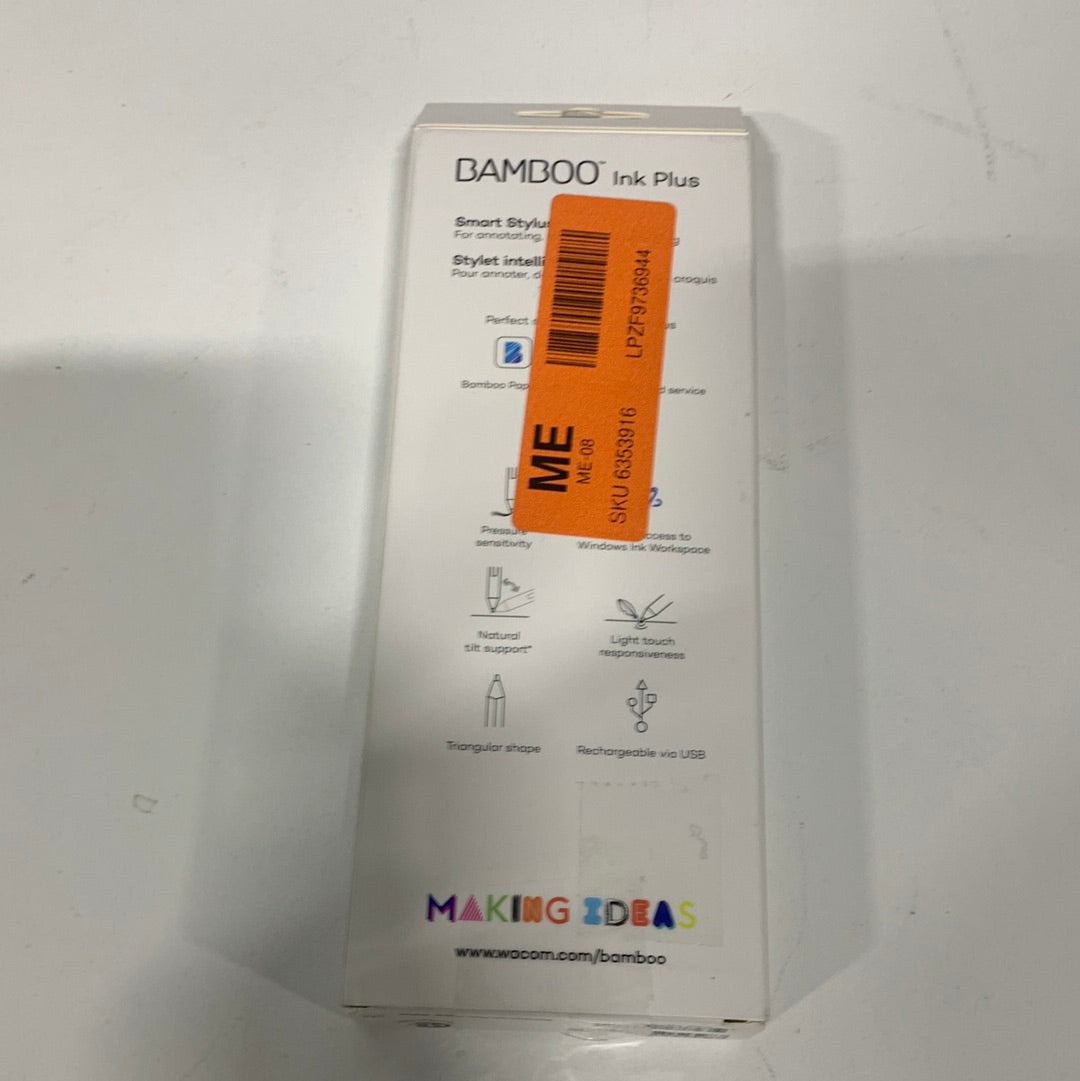 BAMBOO™ Ink Plus
Smart Stylu
For annotating,
Stylet intelli
Pour annoter, d croquis
Perfect
Bamboo Pap d service
LPZF9736944
ME
ME-08
SKU 6353916
Pressure
sensitivity
ccess to
Windows Ink Workspace
Natural
tilt support*
Light touch
responsiveness
Triangular shape
Rechargeable via USB
MAKING IDEAS
www.wacom.com/bamboo